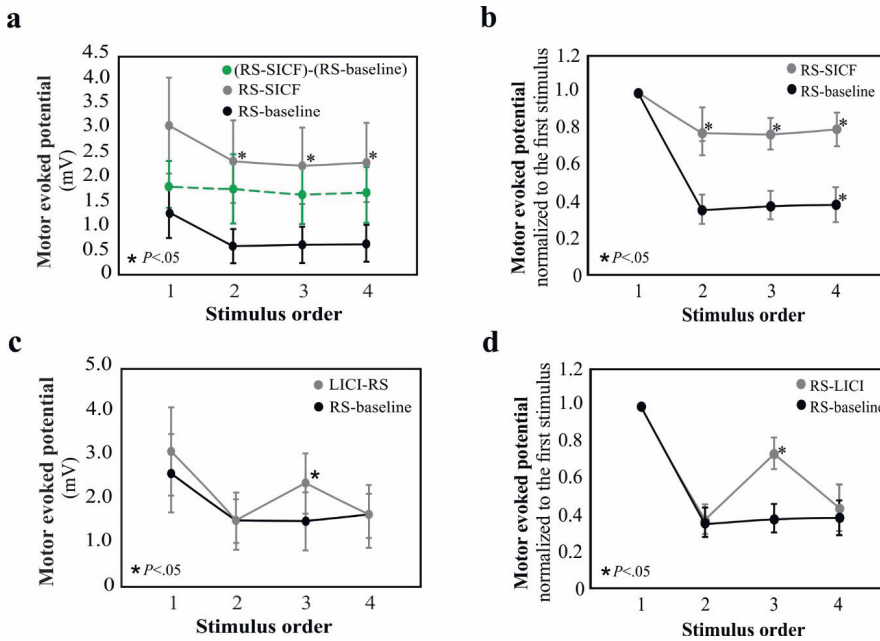 a
Motor evoked potential
(mV)
4.5
4.0
3.5
3.0
2.5
2.0
1.5
1.0
0.5
0
(RS-SICF)-(RS-baseline)
RS-SICF
RS-baseline
*
*
*
* P<.05
1 2 3 4
Stimulus order
b
Motor evoked potential
normalized to the first stimulus
1.2
1.0
0.8
0.6
0.4
0.2
0
RS-SICF
RS-baseline
*
*
*
*
* P<.05
1 2 3 4
Stimulus order
c
Motor evoked potential
(mV)
5.0
4.0
3.0
2.0
1.0
0
LICI-RS
RS-baseline
*
* P<.05
1 2 3 4
Stimulus order
d
Motor evoked potential
normalized to the first stimulus
1.2
1.0
0.8
0.6
0.4
0.2
0
RS-LICI
RS-baseline
*
* P<.05
1 2 3 4
Stimulus order